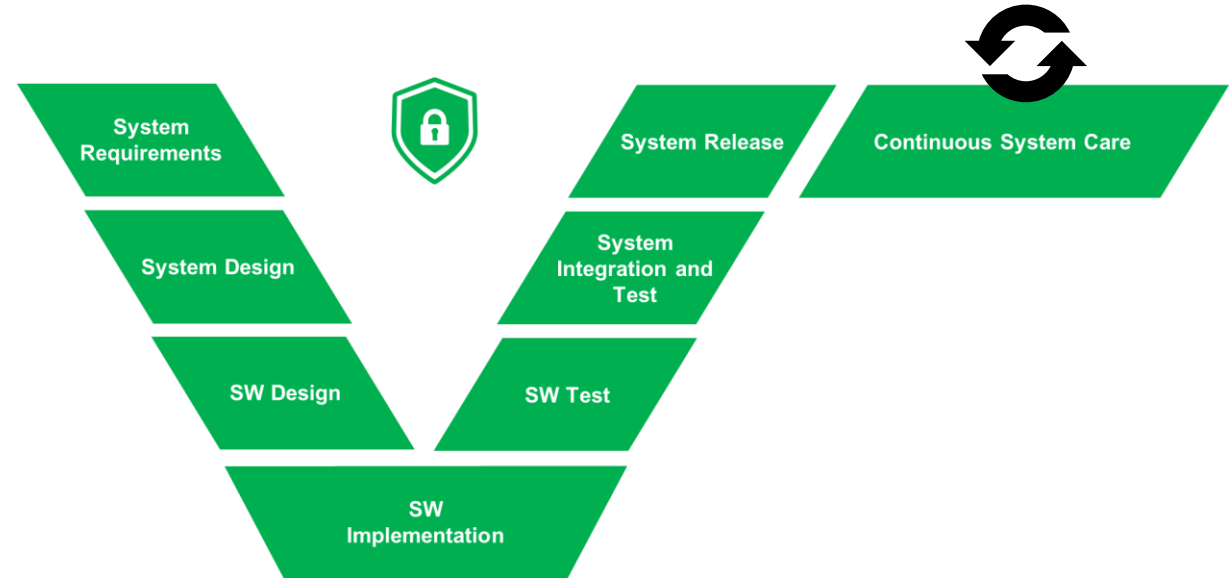 System
Requirements
System Design
SW Design
SW
Implementation
SW Test
System
Integration and
Test
System Release
Continuous System Care